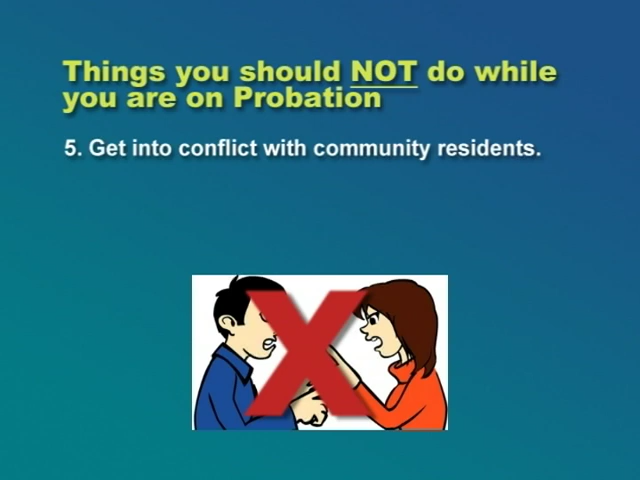 Things you should NOT do while
you are on Probation
5. Get into conflict with community residents.